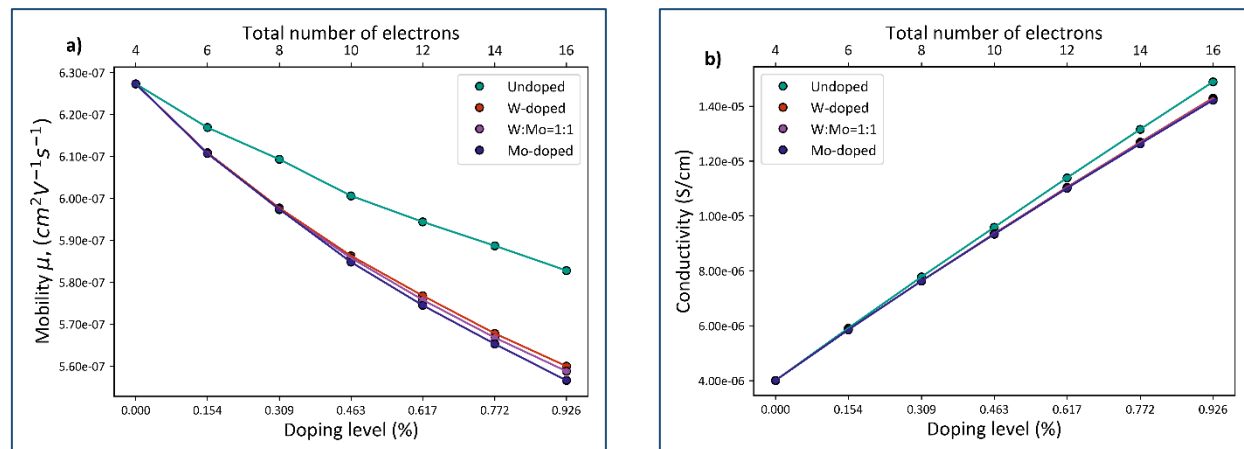 Total number of electrons
a)
4 6 8 10 12 14 16
6.30e-07
6.20e-07
6.10e-07
6.00e-07
5.90e-07
5.80e-07
5.70e-07
5.60e-07
Mobility μ, (cm²V⁻¹s⁻¹)
Undoped
W-doped
W:Mo=1:1
Mo-doped
0.000 0.154 0.309 0.463 0.617 0.772 0.926
Doping level (%)
Total number of electrons
b)
4 6 8 10 12 14 16
1.40e-05
1.20e-05
1.00e-05
8.00e-06
6.00e-06
4.00e-06
Conductivity (S/cm)
Undoped
W-doped
W:Mo=1:1
Mo-doped
0.000 0.154 0.309 0.463 0.617 0.772 0.926
Doping level (%)